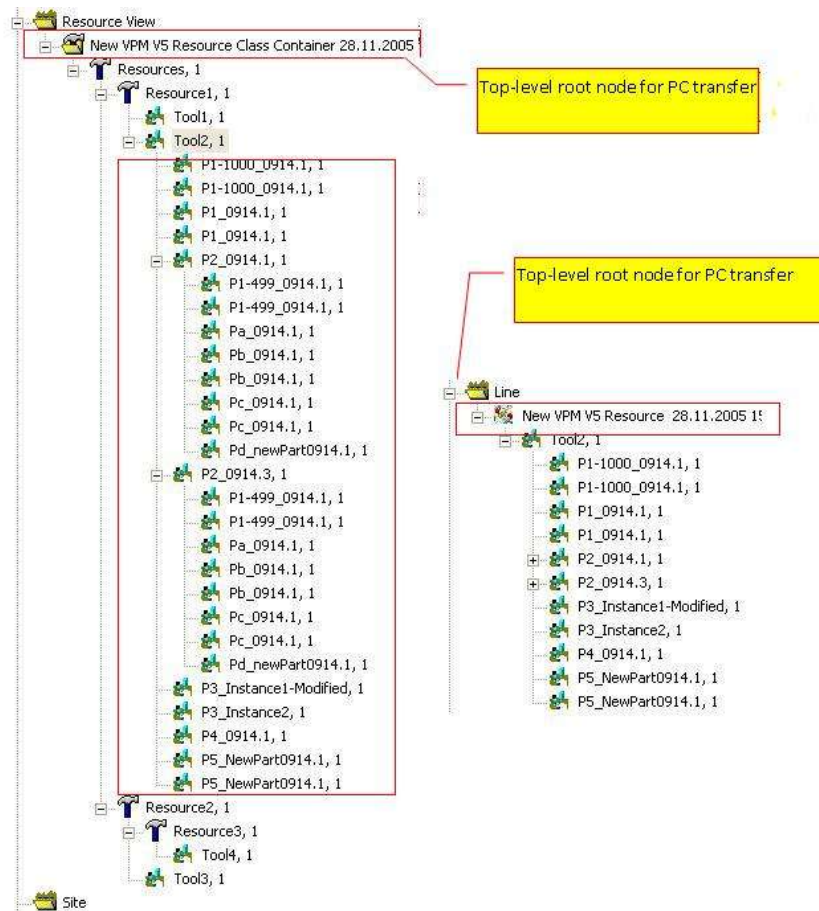 Resource View
New VPM V5 Resource Class Container 28.11.2005
Top-level root node for PC transfer
Resources, 1
Resource1, 1
Tool1, 1
Tool2, 1
P1-1000_0914.1, 1
P1-1000_0914.1, 1
P1_0914.1, 1
P1_0914.1, 1
P2_0914.1, 1
P1-499_0914.1, 1
P1-499_0914.1, 1
Pa_0914.1, 1
Pb_0914.1, 1
Pb_0914.1, 1
Pc_0914.1, 1
Pc_0914.1, 1
Pd_newPart0914.1, 1
P2_0914.3, 1
P1-499_0914.1, 1
P1-499_0914.1, 1
Pa_0914.1, 1
Pb_0914.1, 1
Pb_0914.1, 1
Pc_0914.1, 1
Pc_0914.1, 1
Pd_newPart0914.1, 1
P3_Instance1-Modified, 1
P3_Instance2, 1
P4_0914.1, 1
P5_NewPart0914.1, 1
P5_NewPart0914.1, 1
Resource2, 1
Resource3, 1
Tool4, 1
Tool3, 1
Site
Top-level root node for PC transfer
Line
New VPM V5 Resource 28.11.2005
Tool2, 1
P1-1000_0914.1, 1
P1-1000_0914.1, 1
P1_0914.1, 1
P1_0914.1, 1
P2_0914.1, 1
P2_0914.3, 1
P3_Instance1-Modified, 1
P3_Instance2, 1
P4_0914.1, 1
P5_NewPart0914.1, 1
P5_NewPart0914.1, 1